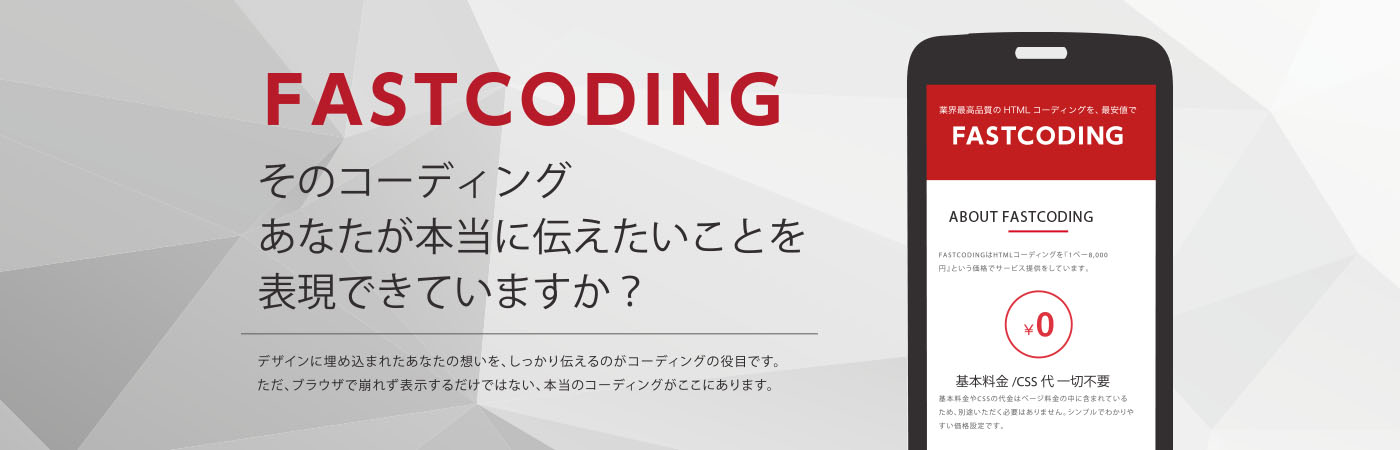 FASTCODING
そのコーディング
あなたが本当に伝えたいことを
表現できていますか？
デザインに埋め込まれたあなたの想いを、しっかり伝えるのがコーディングの役目です。
ただ、ブラウザで崩れず表示するだけではない、本当のコーディングがここにあります。
業界最高品質の HTML コーディングを、最安値で
FASTCODING
ABOUT FASTCODING
FASTCODINGはHTMLコーディングを『1ペー8,000
円』という価格でサービス提供をしています。
¥0
基本料金 /CSS 代 一切不要
基本料金やCSSの代金はページ料金の中に含まれている
ため、別途いただく必要はありません。シンプルでわかりや
すい価格設定です。